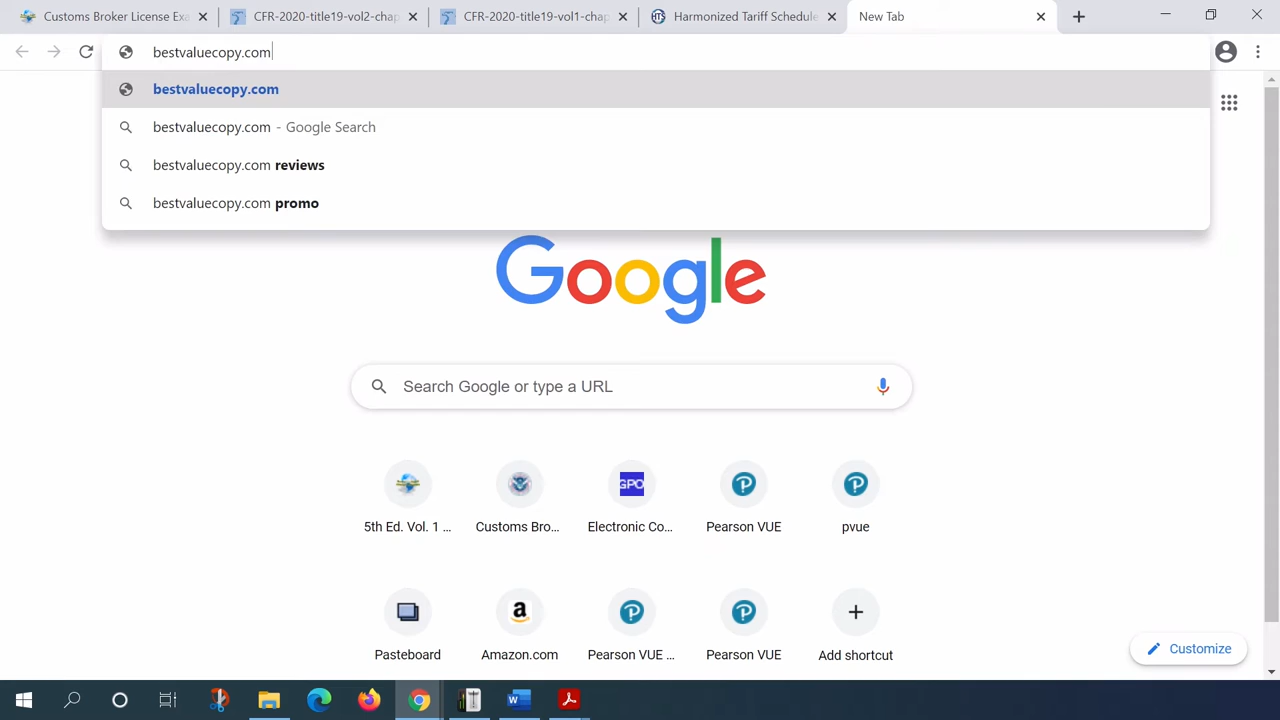 Customs Broker License Exa
CFR-2020-title19-vol2-chap
CFR-2020-title19-vol1-chap
Harmonized Tariff Schedule
New Tab
bestvaluecopy.com
bestvaluecopy.com
bestvaluecopy.com - Google Search
bestvaluecopy.com reviews
bestvaluecopy.com promo
Google
Search Google or type a URL
GPO
5th Ed. Vol. 1 ...
Customs Bro...
Electronic Co...
Pearson VUE
pvue
Pasteboard
Amazon.com
Pearson VUE ...
Pearson VUE
Add shortcut
Customize